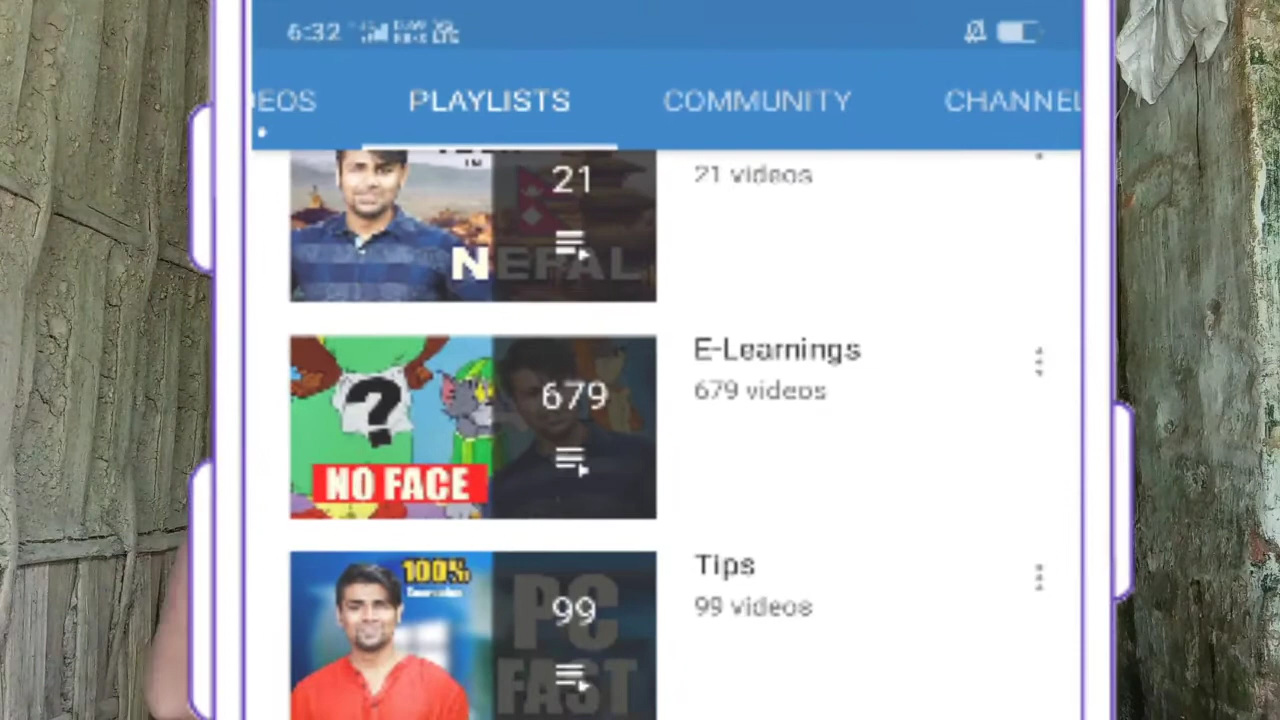 6:32
EOS PLAYLISTS COMMUNITY CHANNEL
IN
21
21 videos
NEPAL
E-Learnings
679
679 videos
?
NO FACE
Tips
100%
99
99 videos
PC
FAST